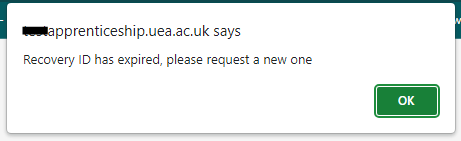 apprenticeship.uea.ac.uk says
Recovery ID has expired, please request a new one
OK